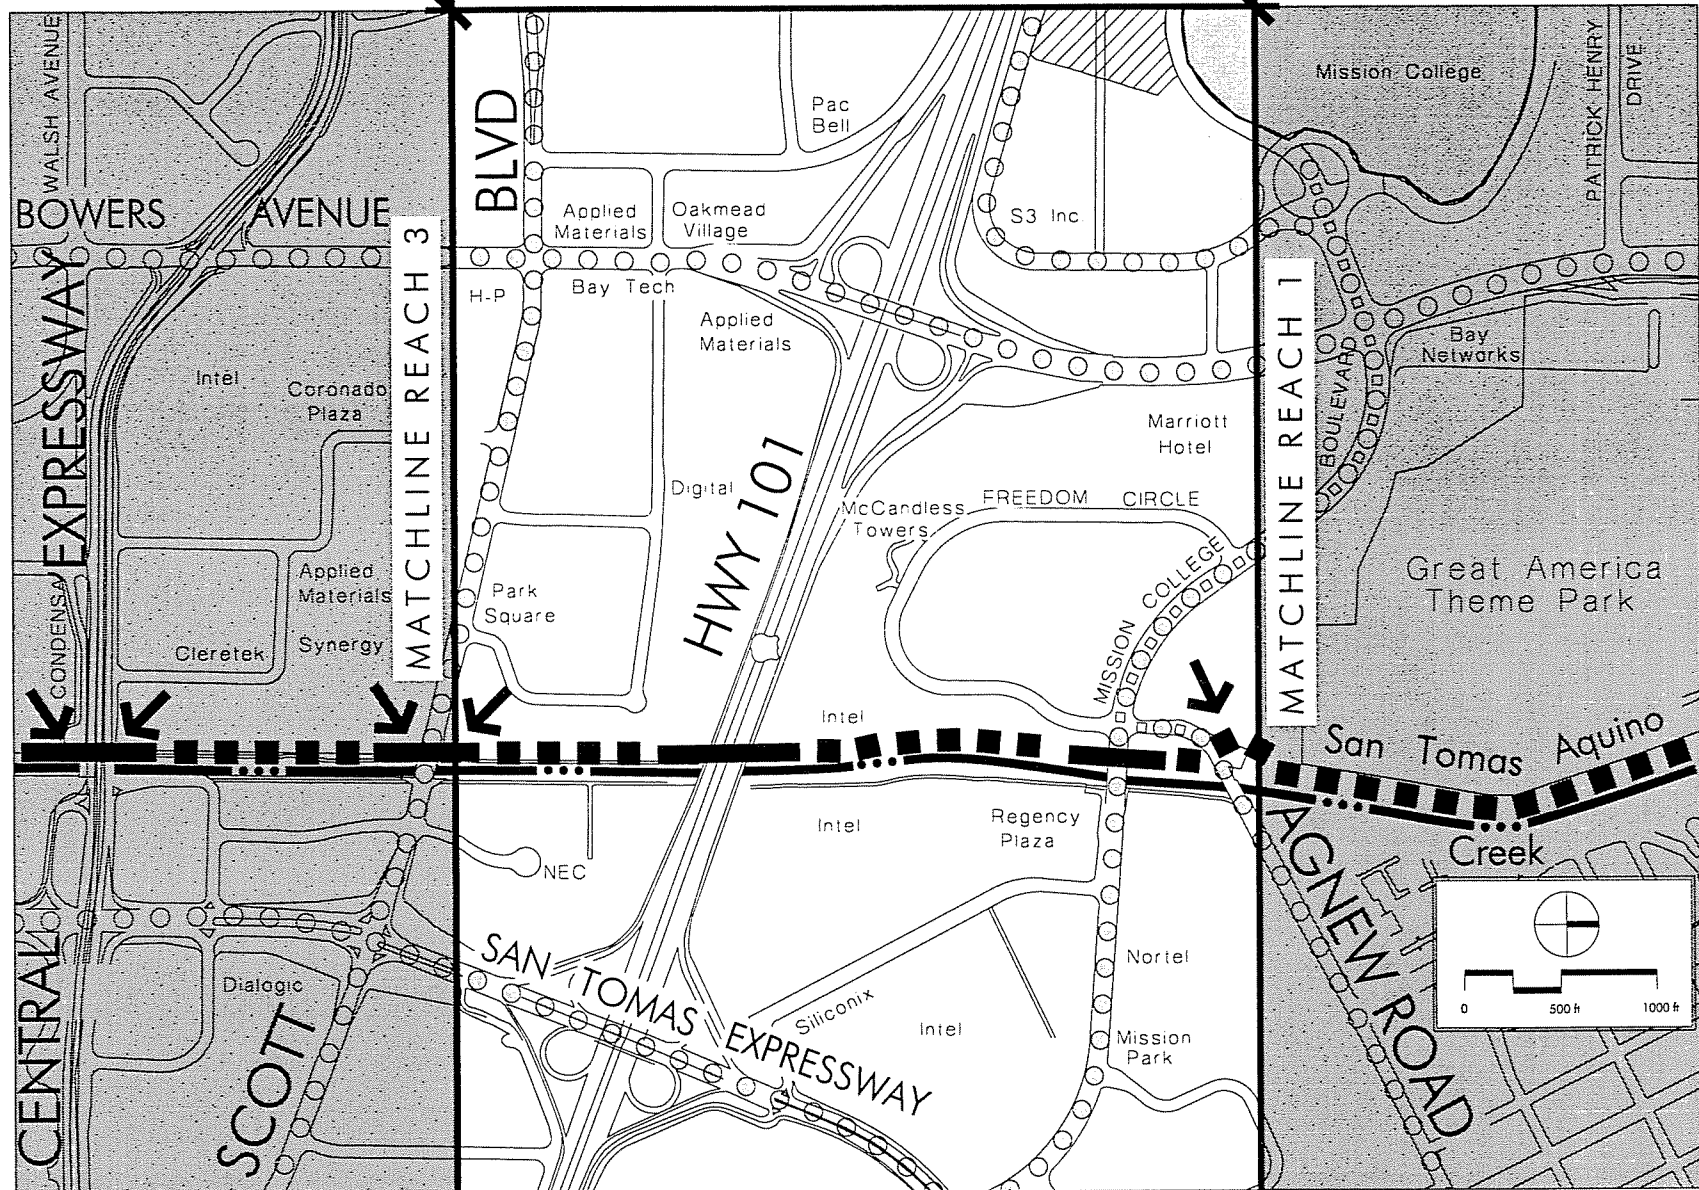 WALSH AVENUE
BOWERS AVENUE
EXPRESSWAY
CENTRAL
Intel
Coronado
Plaza
Applied
Materials
Synergy
Cleretek
CONDENSA
MATCHLINE REACH 3
Dialogic
SCOTT
BLVD
Pac
Bell
Applied
Materials
Oakmead
Village
S3 Inc.
H-P
Bay Tech
Applied
Materials
Digital
HWY 101
Park
Square
Marriott
Hotel
McCandless
Towers
FREEDOM CIRCLE
MISSION COLLEGE
BOULEVARD
Intel
Intel
Regency
Plaza
NEC
SAN TOMAS EXPRESSWAY
Siliconix
Intel
Nortel
Mission
Park
MATCHLINE REACH 1
Mission College
PATRICK HENRY
DRIVE
Bay
Networks
Great America
Theme Park
San Tomas Aquino
Creek
AGNEW ROAD
0 500 ft 1000 ft